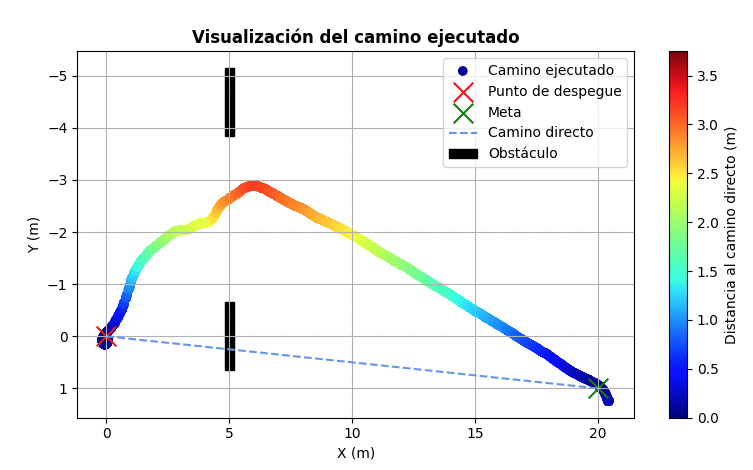 Visualización del camino ejecutado
Camino ejecutado
Punto de despegue
Meta
Camino directo
Obstáculo
−5
−4
−3
−2
−1
0
1
Y (m)
0
5
10
15
20
X (m)
3.5
3.0
2.5
2.0
1.5
1.0
0.5
0.0
Distancia al camino directo (m)